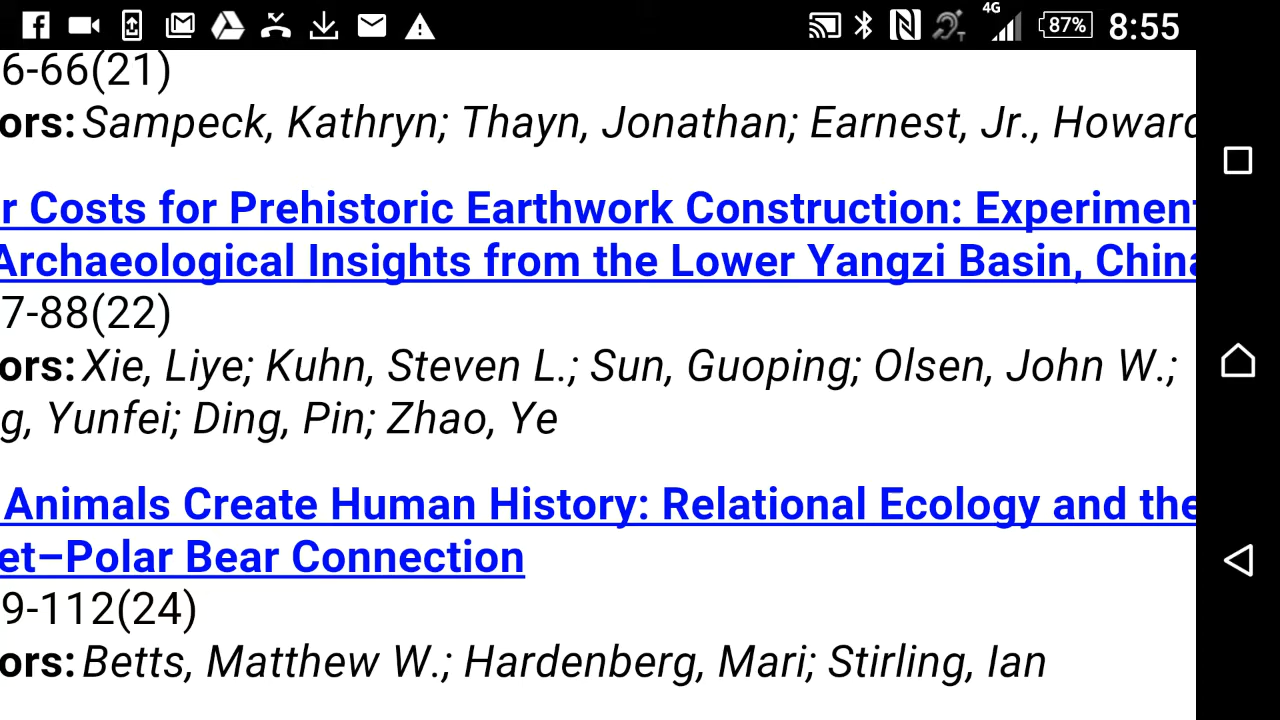 4G 87% 8:55
6-66(21)
ors: Sampeck, Kathryn; Thayn, Jonathan; Earnest, Jr., Howard
r Costs for Prehistoric Earthwork Construction: Experiment
Archaeological Insights from the Lower Yangzi Basin, China
7-88(22)
ors: Xie, Liye; Kuhn, Steven L.; Sun, Guoping; Olsen, John W.;
g, Yunfei; Ding, Pin; Zhao, Ye
Animals Create Human History: Relational Ecology and the
et–Polar Bear Connection
9-112(24)
ors: Betts, Matthew W.; Hardenberg, Mari; Stirling, Ian